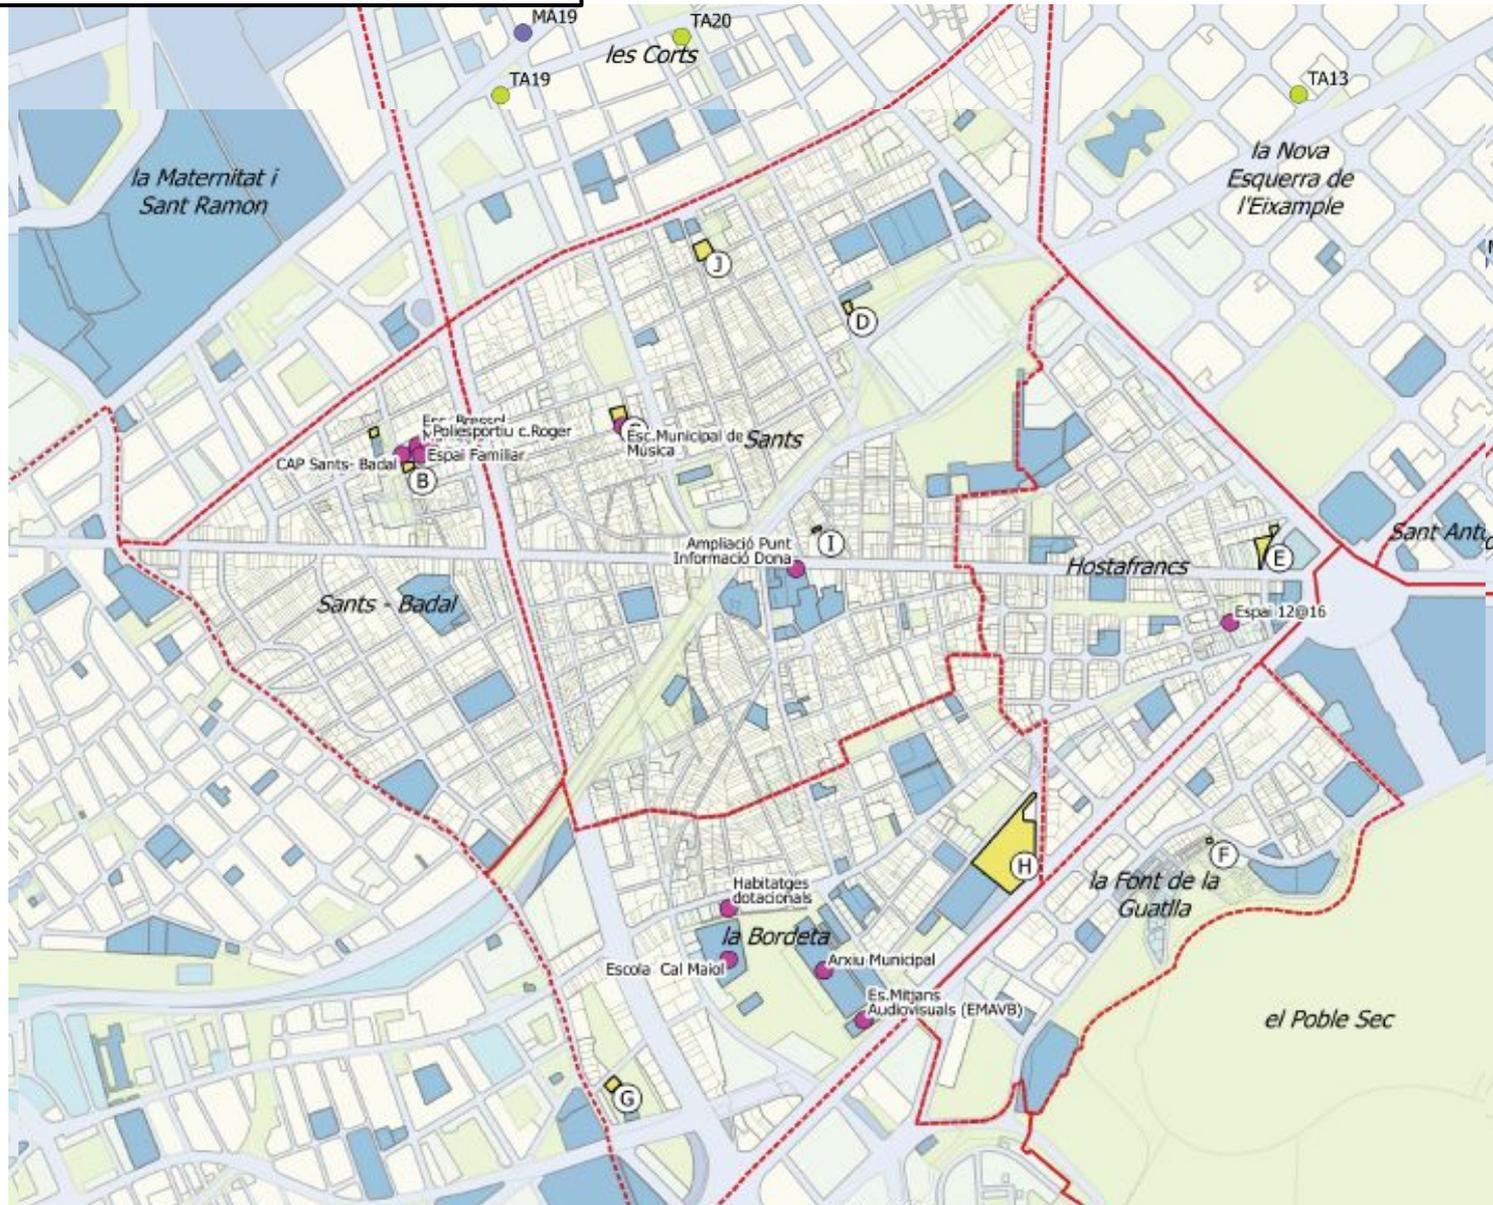 MA19
TA20
les Corts
TA19
TA13
la Nova
Esquerra de
l'Eixample
la Maternitat i
Sant Ramon
J
D
Poliesportiu c.Roger
Esc.Municipal de
Música
Sants
CAP Sants- Badal
Espai Familiar
B
Sant
I
E
Ampliació Punt
Informació Dona
Hostafrancs
Sants - Badal
Espai 12@16
F
H
la Font de la
Guatlla
Habitatges
dotacionals
la Bordeta
Escola Cal Maiol
Arxiu Municipal
Es.Mitjans
Audiovisuals (EMAVB)
el Poble Sec
G